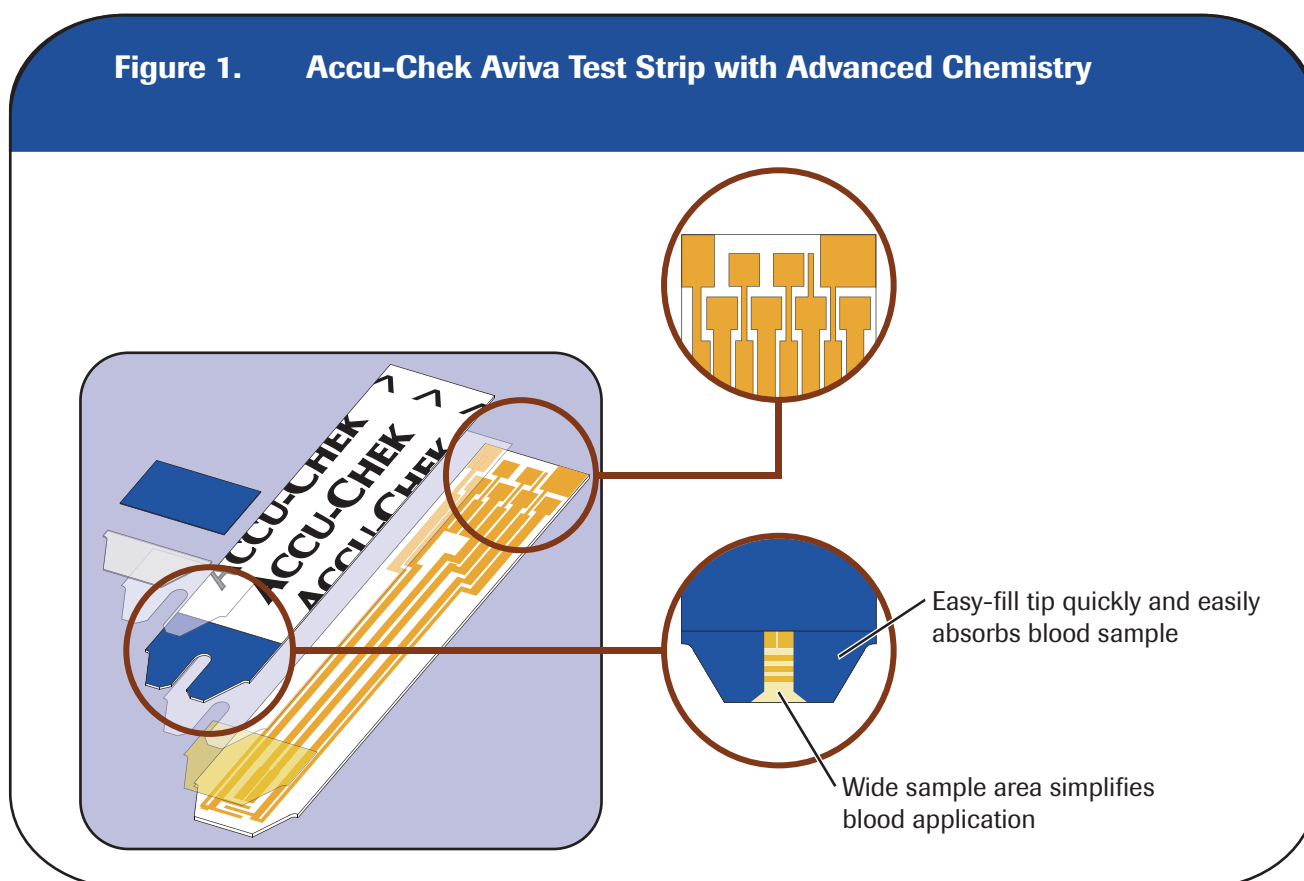 Figure 1. Accu-Chek Aviva Test Strip with Advanced Chemistry
ACCU-CHEK
ACCU-CHEK
ACCU-CHEK
Easy-fill tip quickly and easily
absorbs blood sample
Wide sample area simplifies
blood application